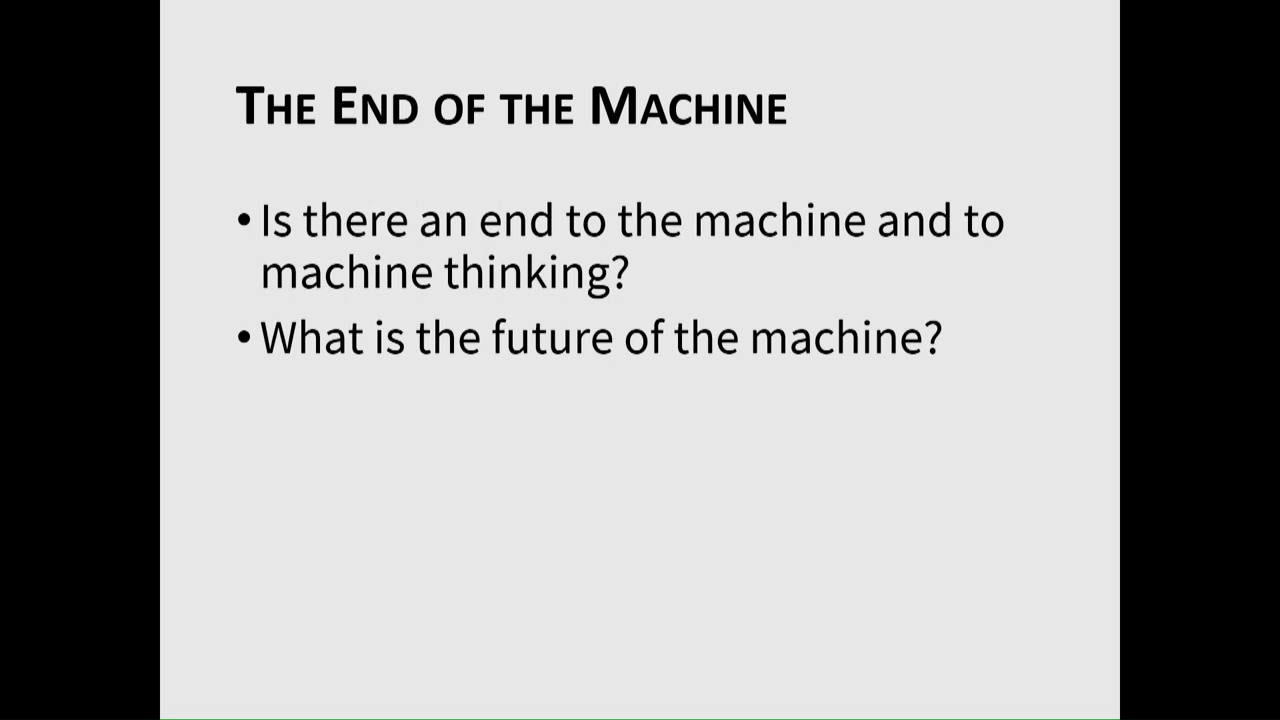 The End of the Machine
• Is there an end to the machine and to
machine thinking?
• What is the future of the machine?